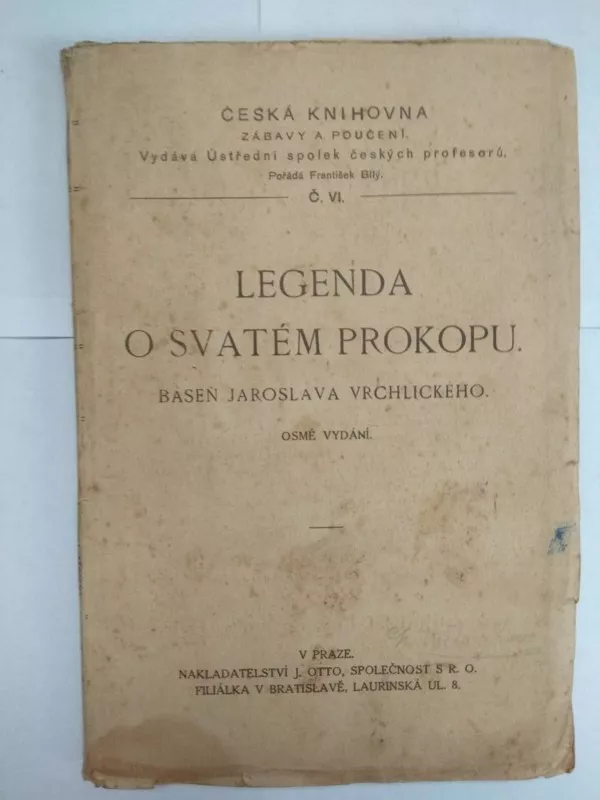 ČESKÁ KNIHOVNA
ZÁBAVY A POUČENÍ.
Vydává Ústřední spolek českých profesorů.
Pořádá František Bílý.
Č. VI.
LEGENDA
O SVATÉM PROKOPU.
BÁSEŇ JAROSLAVA VRCHLICKÉHO.
OSMÉ VYDÁNÍ.
V PRAZE.
NAKLADATELSTVÍ J. OTTO, SPOLEČNOST S R. O.
FILIÁLKA V BRATISLAVĚ, LAURINSKÁ UL. 8.